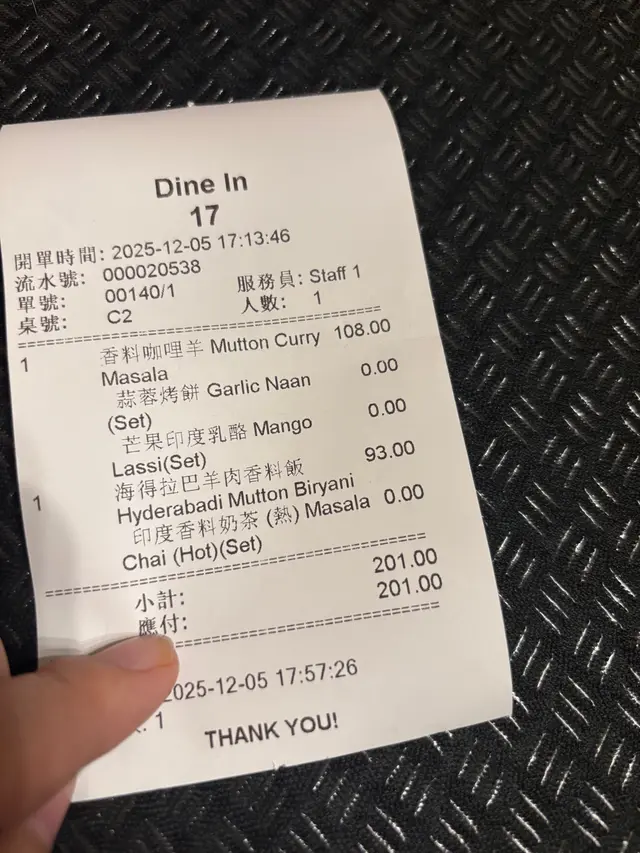 Dine In
17
開單時間: 2025-12-05 17:13:46
流水號: 000020538
單號: 00140/1 服務員: Staff 1
桌號: C2 人數: 1
1 香料咖哩羊 Mutton Curry 108.00
Masala
蒜蓉烤餅 Garlic Naan 0.00
(Set)
芒果印度乳酪 Mango 0.00
Lassi(Set)
1 海得拉巴羊肉香料飯 93.00
Hyderabadi Mutton Biryani
印度香料奶茶 (熱) Masala 0.00
Chai (Hot)(Set)
小計: 201.00
應付: 201.00
2025-12-05 17:57:26
: 1
THANK YOU!